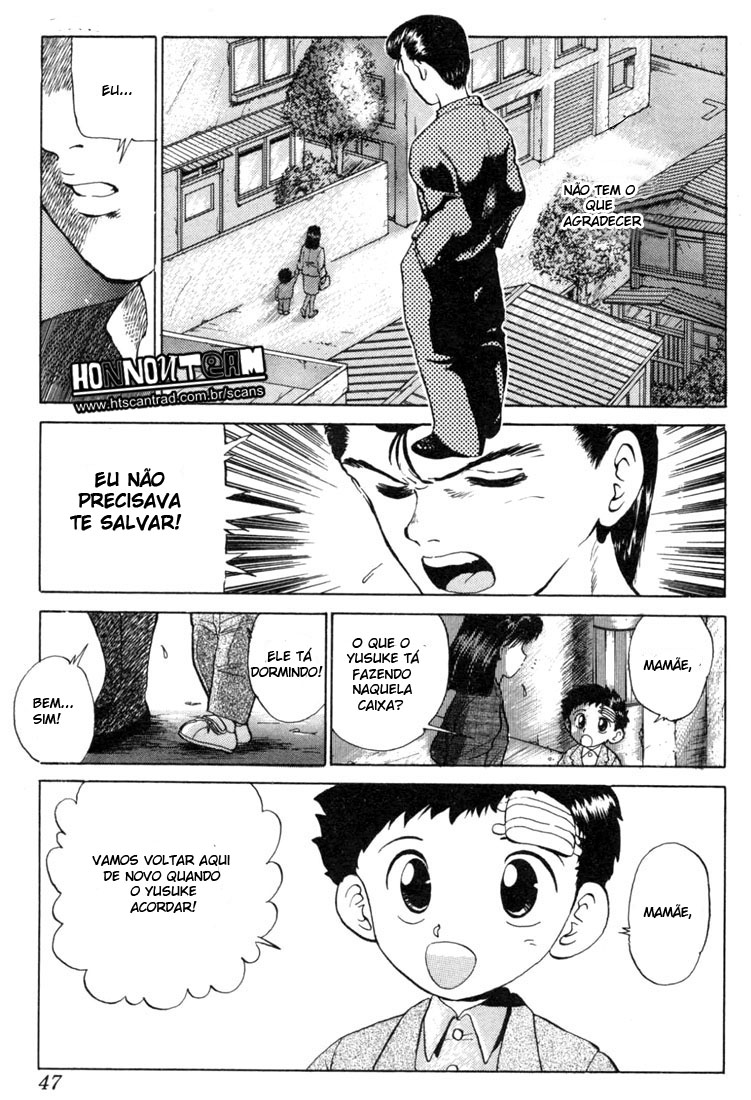 NÃO TEM O
QUE
AGRADECER
EU...
HONNOUTEAM
www.htscantrad.com.br/scans
EU NÃO
PRECISAVA
TE SALVAR!
MAMÃE,
O QUE O
YUSUKE TÁ
FAZENDO
NAQUELA
CAIXA?
ELE TÁ
DORMINDO!
BEM...
SIM!
MAMÃE,
VAMOS VOLTAR AQUI
DE NOVO QUANDO
O YUSUKE
ACORDAR!
47